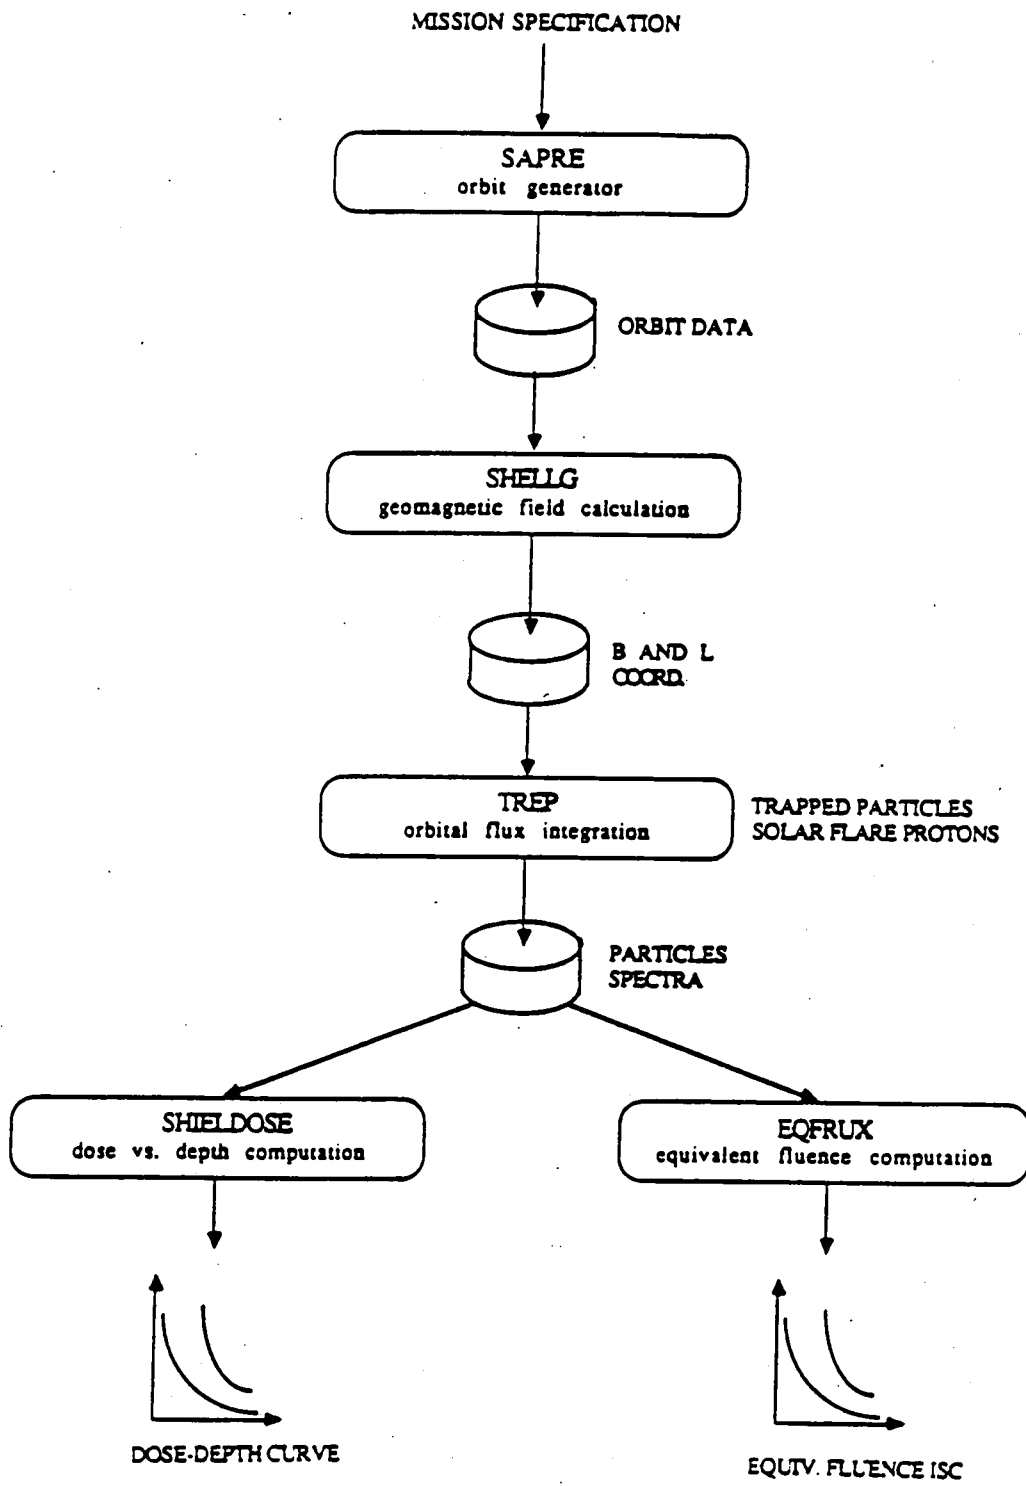 MISSION SPECIFICATION
SAPRE
orbit generator
ORBIT DATA
SHELLG
geomagnetic field calculation
B AND L
COORD.
TREP
orbital flux integration
TRAPPED PARTICLES
SOLAR FLARE PROTONS
PARTICLES
SPECTRA
SHIELDOSE
dose vs. depth computation
EQFRUX
equivalent fluence computation
DOSE-DEPTH CURVE
EQUIV. FLUENCE ISC